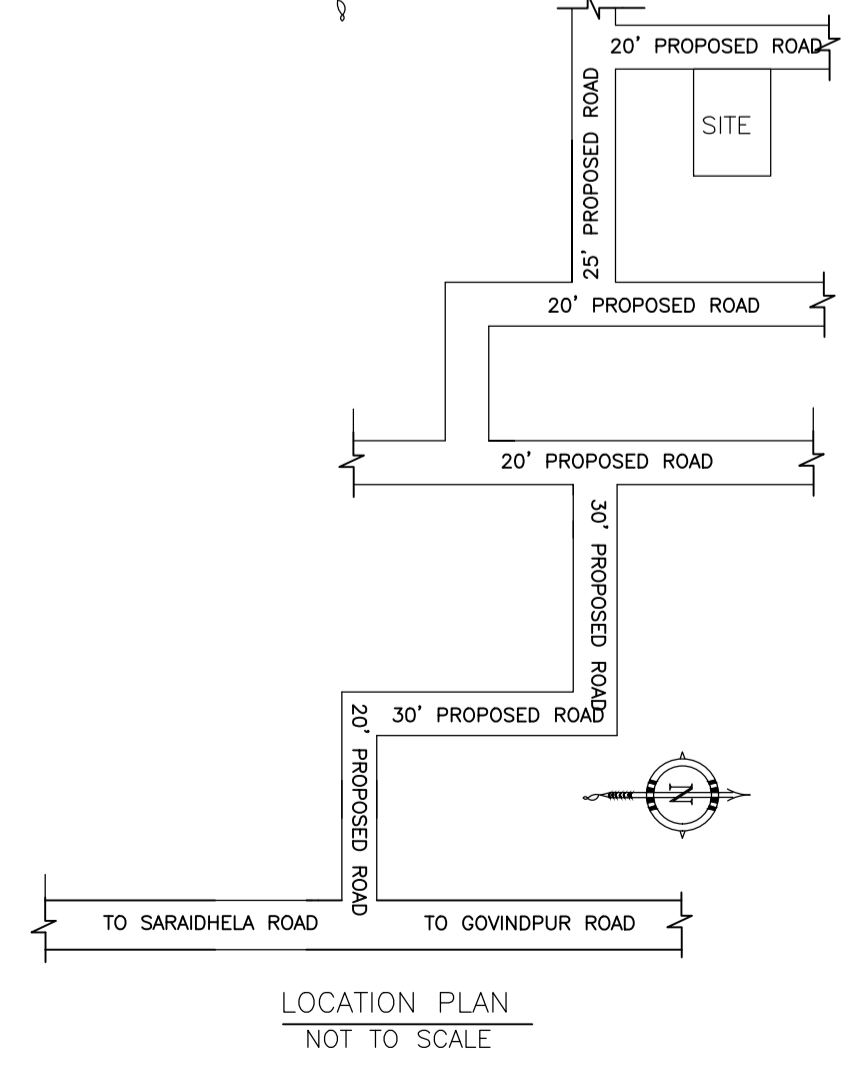 20' PROPOSED ROAD
25' PROPOSED ROAD
SITE
20' PROPOSED ROAD
20' PROPOSED ROAD
30' PROPOSED ROAD
30' PROPOSED ROAD
20' PROPOSED ROAD
N
TO SARAIDHELA ROAD
TO GOVINDPUR ROAD
LOCATION PLAN
NOT TO SCALE